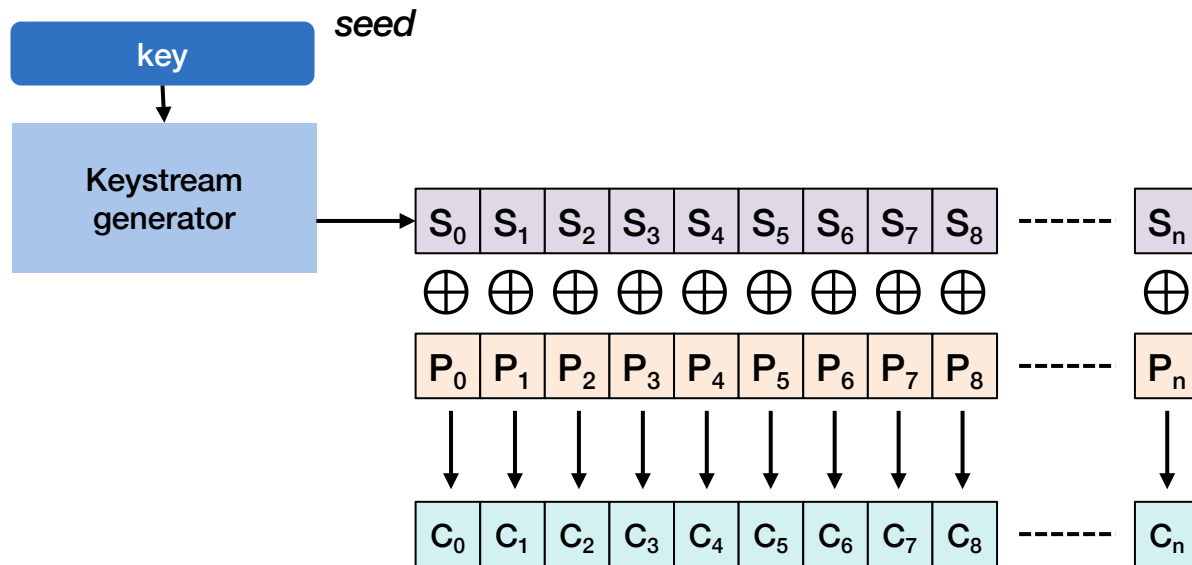 seed
key
Keystream
generator
S₀ S₁ S₂ S₃ S₄ S₅ S₆ S₇ S₈ Sₙ
P₀ P₁ P₂ P₃ P₄ P₅ P₆ P₇ P₈ Pₙ
C₀ C₁ C₂ C₃ C₄ C₅ C₆ C₇ C₈ Cₙ